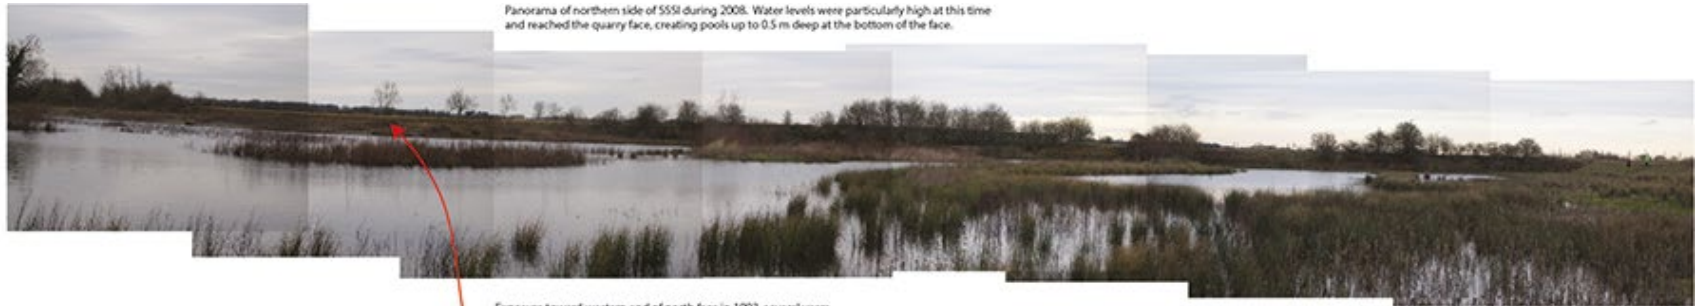 Panorama of northern side of SSSI during 2008. Water levels were particularly high at this time
and reached the quarry face, creating pools up to 0.5 m deep at the bottom of the face.